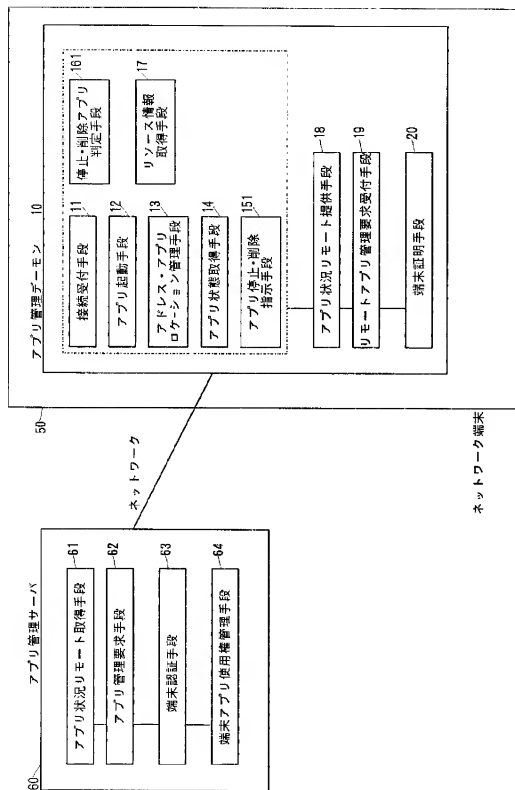 アプリ管理サーバ
60
アプリ状況リモート取得手段
61
アプリ管理要求手段
62
端末認証手段
63
端末アプリ使用権管理手段
64
ネットワーク
50
アプリ管理デーモン
10
接続受付手段
11
アプリ起動手段
12
アドレス・アプリ
ロケーション管理手段
13
アプリ状態取得手段
14
アプリ停止・削除
指示手段
151
停止・削除アプリ
判定手段
161
リソース情報
取得手段
17
アプリ状況リモート提供手段
18
リモートアプリ管理要求受付手段
19
端末証明手段
20
ネットワーク端末